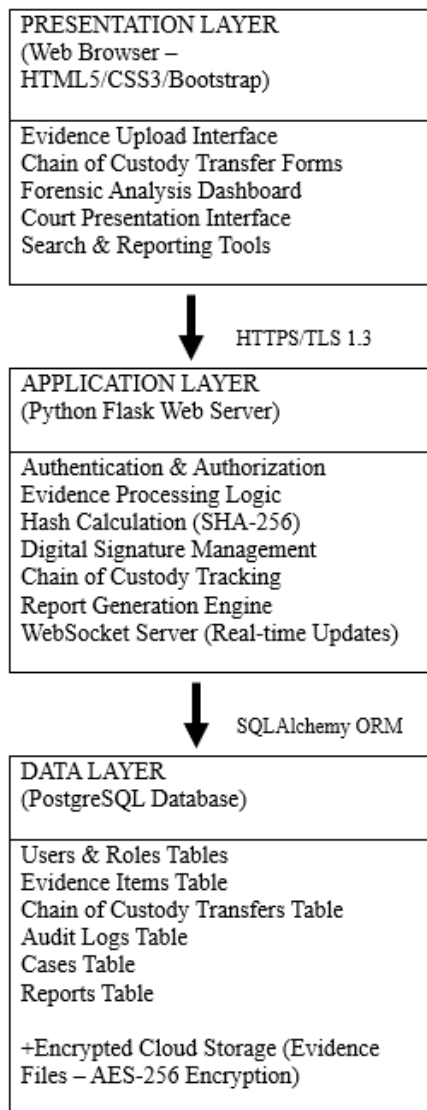 PRESENTATION LAYER
(Web Browser –
HTML5/CSS3/Bootstrap)
Evidence Upload Interface
Chain of Custody Transfer Forms
Forensic Analysis Dashboard
Court Presentation Interface
Search & Reporting Tools
HTTPS/TLS 1.3
APPLICATION LAYER
(Python Flask Web Server)
Authentication & Authorization
Evidence Processing Logic
Hash Calculation (SHA-256)
Digital Signature Management
Chain of Custody Tracking
Report Generation Engine
WebSocket Server (Real-time Updates)
SQLAlchemy ORM
DATA LAYER
(PostgreSQL Database)
Users & Roles Tables
Evidence Items Table
Chain of Custody Transfers Table
Audit Logs Table
Cases Table
Reports Table
+Encrypted Cloud Storage (Evidence
Files – AES-256 Encryption)